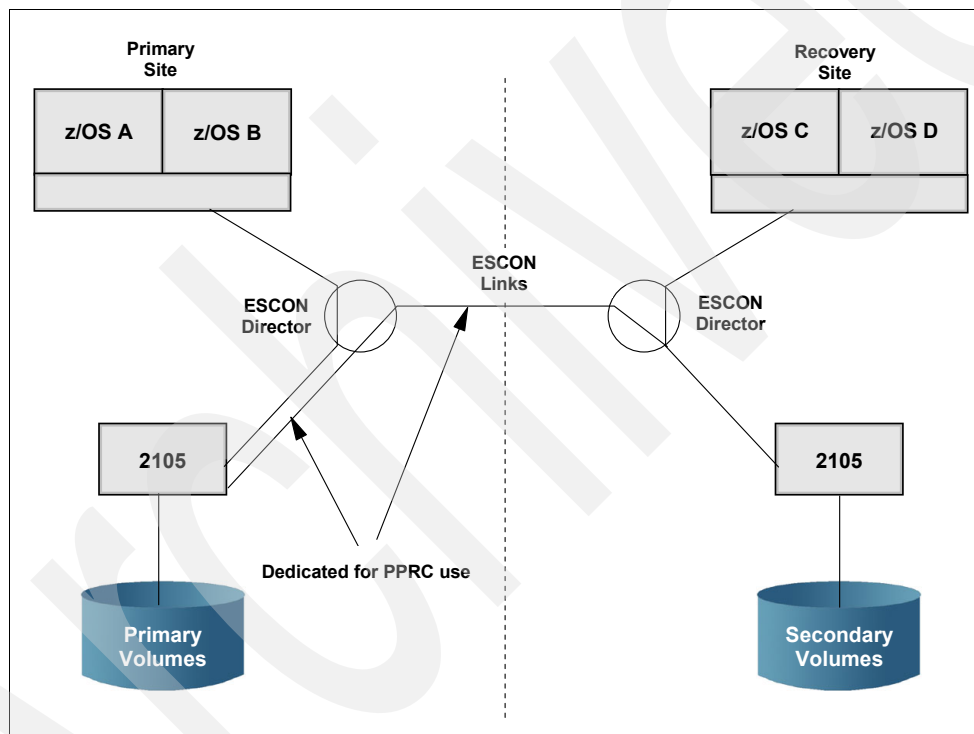 Primary
Site
Recovery
Site
z/OS A
z/OS B
z/OS C
z/OS D
ESCON
Links
ESCON
Director
ESCON
Director
2105
2105
Dedicated for PPRC use
Primary
Volumes
Secondary
Volumes